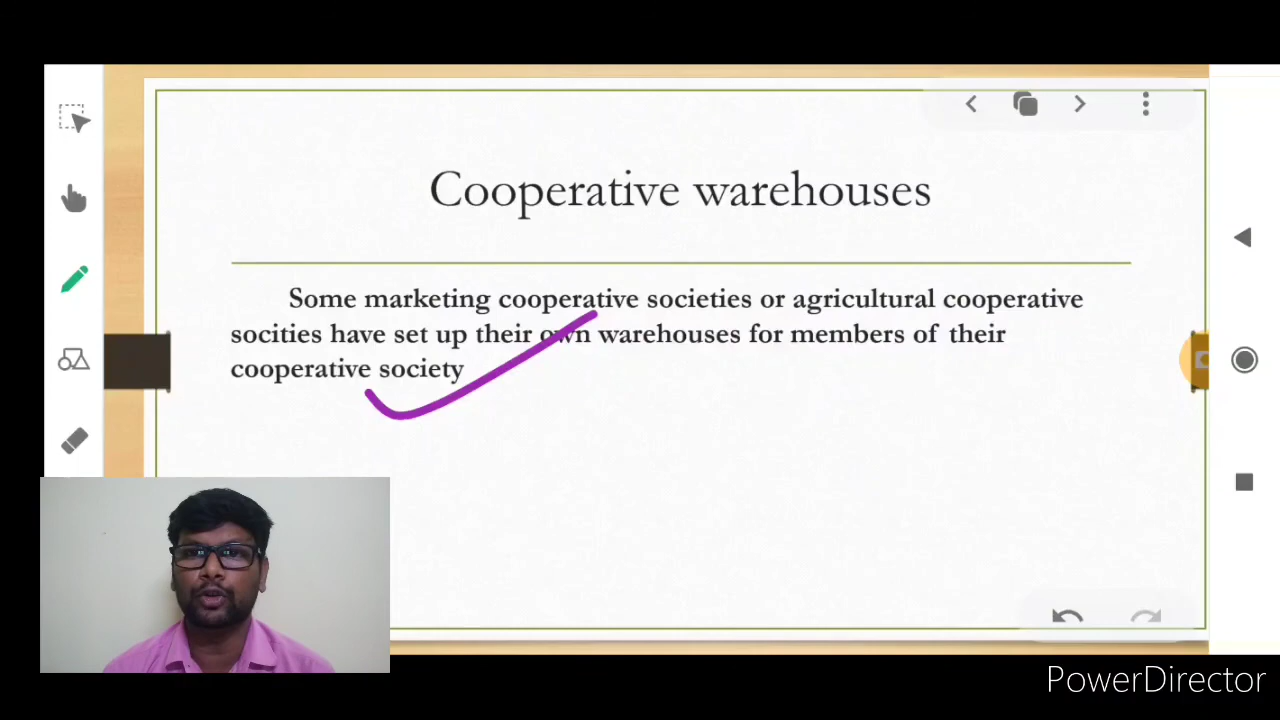 Cooperative warehouses
Some marketing cooperative societies or agricultural cooperative
socities have set up their own warehouses for members of their
cooperative society
PowerDirector